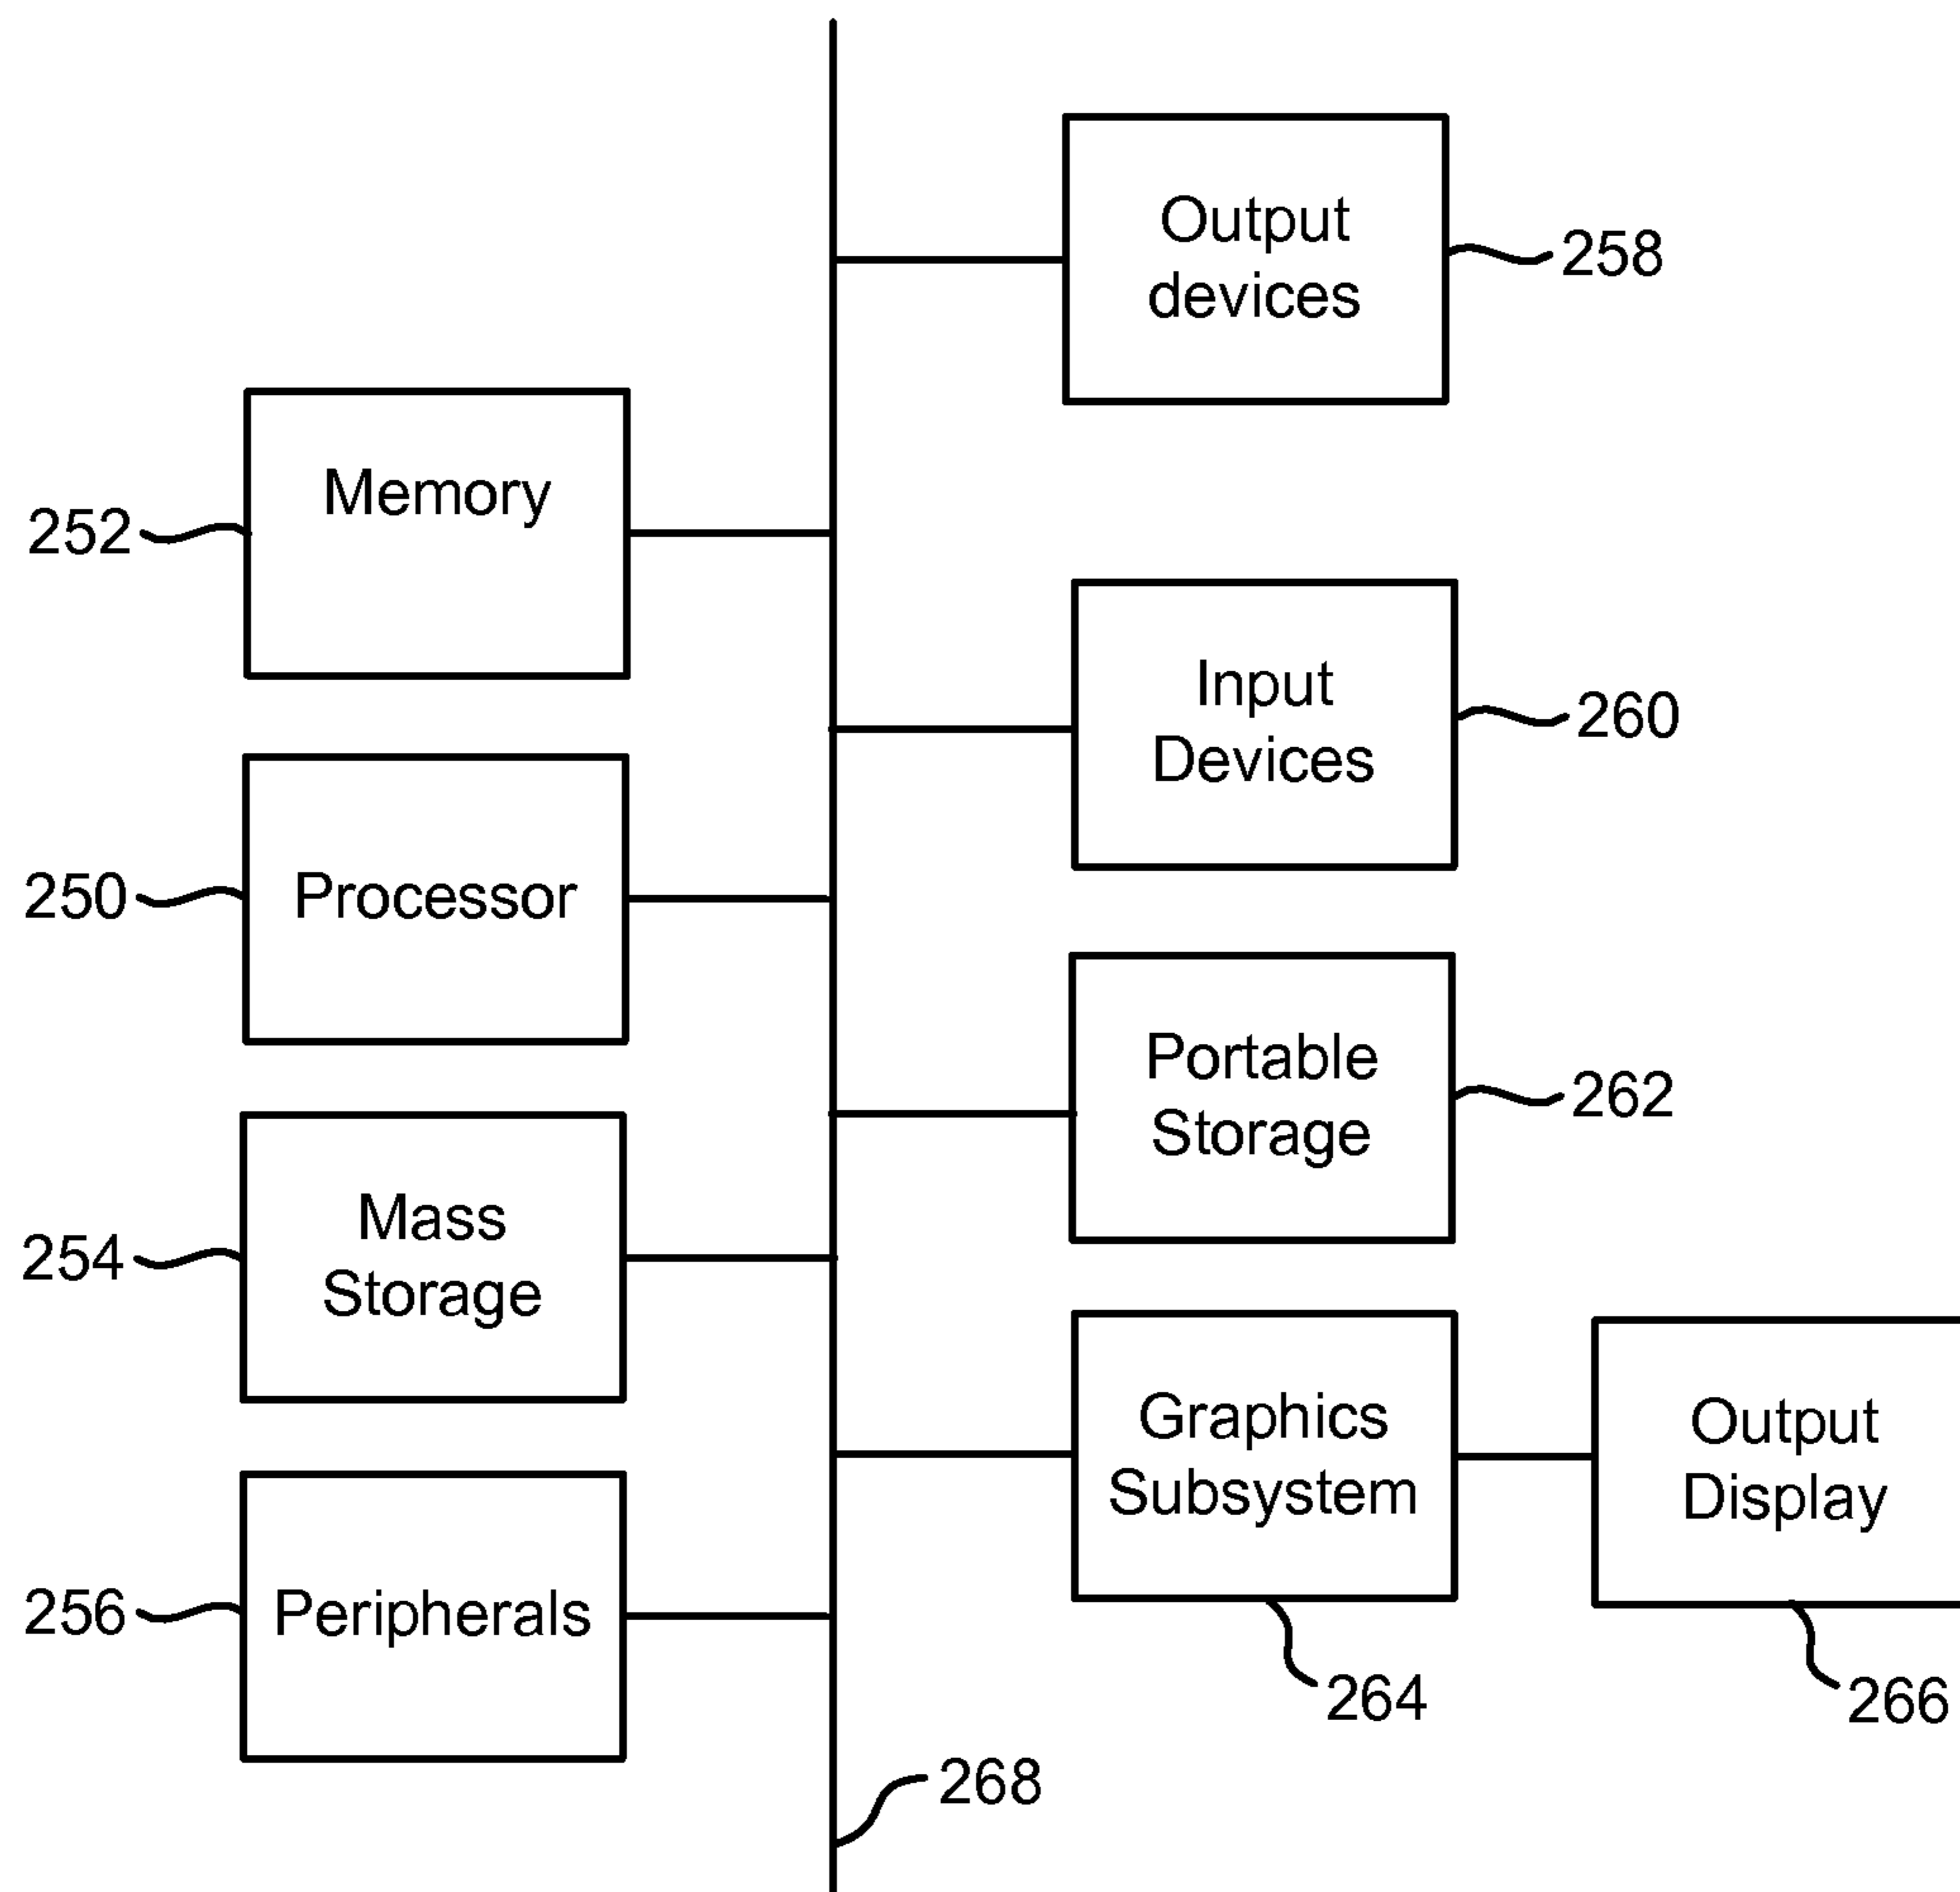 Output
devices
258
Memory
252
Input
Devices
260
Processor
250
Portable
Storage
262
Mass
Storage
254
Graphics
Subsystem
264
Output
Display
266
Peripherals
256
268